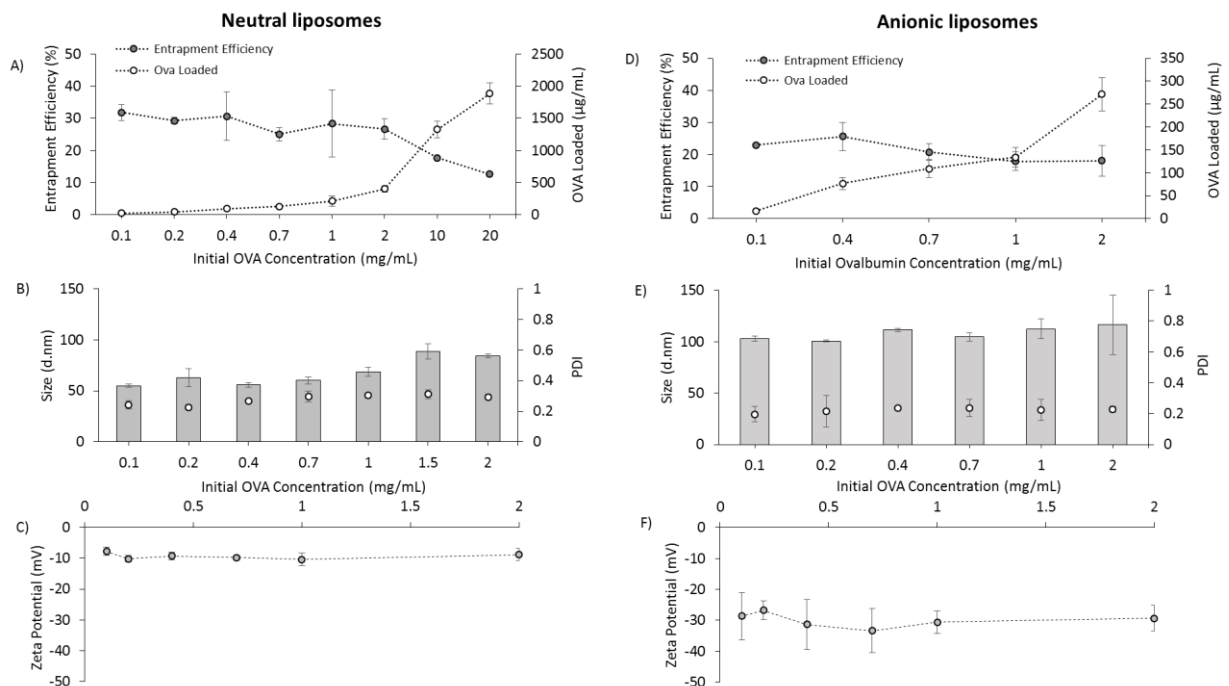 Neutral liposomes
A)
Entrapment Efficiency (%)
50
40
30
20
10
0
Entrapment Efficiency
Ova Loaded
2500
2000
1500
1000
500
0
OVA Loaded (µg/mL)
0.1 0.2 0.4 0.7 1 2 10 20
Initial OVA Concentration (mg/mL)
B)
Size (d.nm)
150
100
50
0
1
0.8
0.6
0.4
0.2
0
PDI
0.1 0.2 0.4 0.7 1 1.5 2
Initial OVA Concentration (mg/mL)
C)
0 0.5 1 1.5 2
Zeta Potential (mV)
0
-10
-20
-30
-40
-50
Anionic liposomes
D)
Entrapment Efficiency (%)
50
40
30
20
10
0
Entrapment Efficiency
Ova Loaded
350
300
250
200
150
100
50
0
OVA Loaded (µg/mL)
0.1 0.4 0.7 1 2
Initial Ovalbumin Concentration (mg/mL)
E)
Size (d.nm)
150
100
50
0
1
0.8
0.6
0.4
0.2
0
PDI
0.1 0.2 0.4 0.7 1 2
Initial OVA Concentration (mg/mL)
F)
0 0.5 1 1.5 2
Zeta Potential (mV)
0
-10
-20
-30
-40
-50